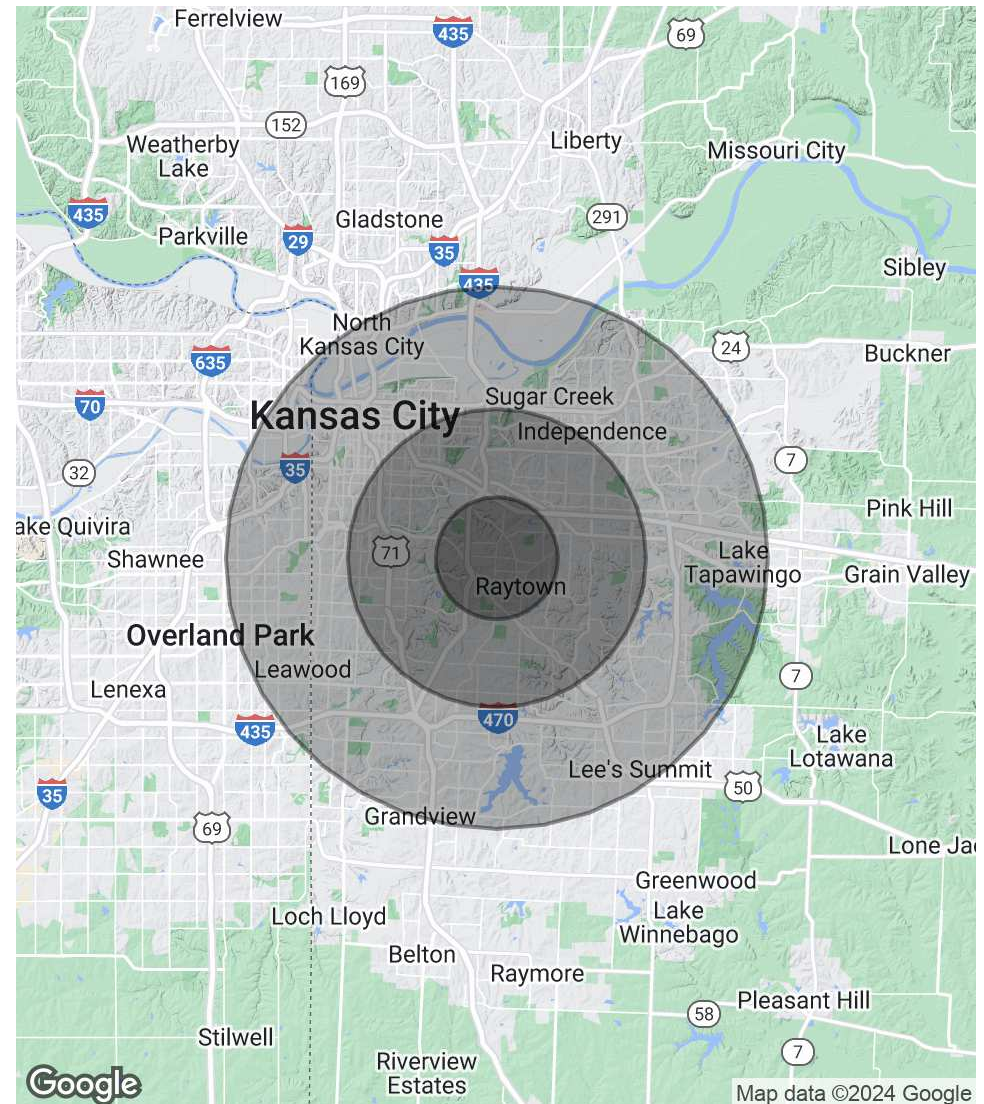 Ferrelview
435
69
169
152
Weatherby
Lake
Liberty
Missouri City
435
Parkville
29
Gladstone
35
291
435
Sibley
North
Kansas City
635
24
Buckner
70
Sugar Creek
Kansas City
Independence
32
35
7
Pink Hill
ake Quivira
Shawnee
71
Raytown
Lake
Tapawingo
Grain Valley
Overland Park
Leawood
Lenexa
7
435
470
Lake
Lotawana
Lee's Summit
50
35
69
Grandview
Lone Ja
Greenwood
Loch Lloyd
Lake
Winnebago
Belton
Raymore
58
Pleasant Hill
Stilwell
7
Riverview
Estates
Google
Map data ©2024 Google